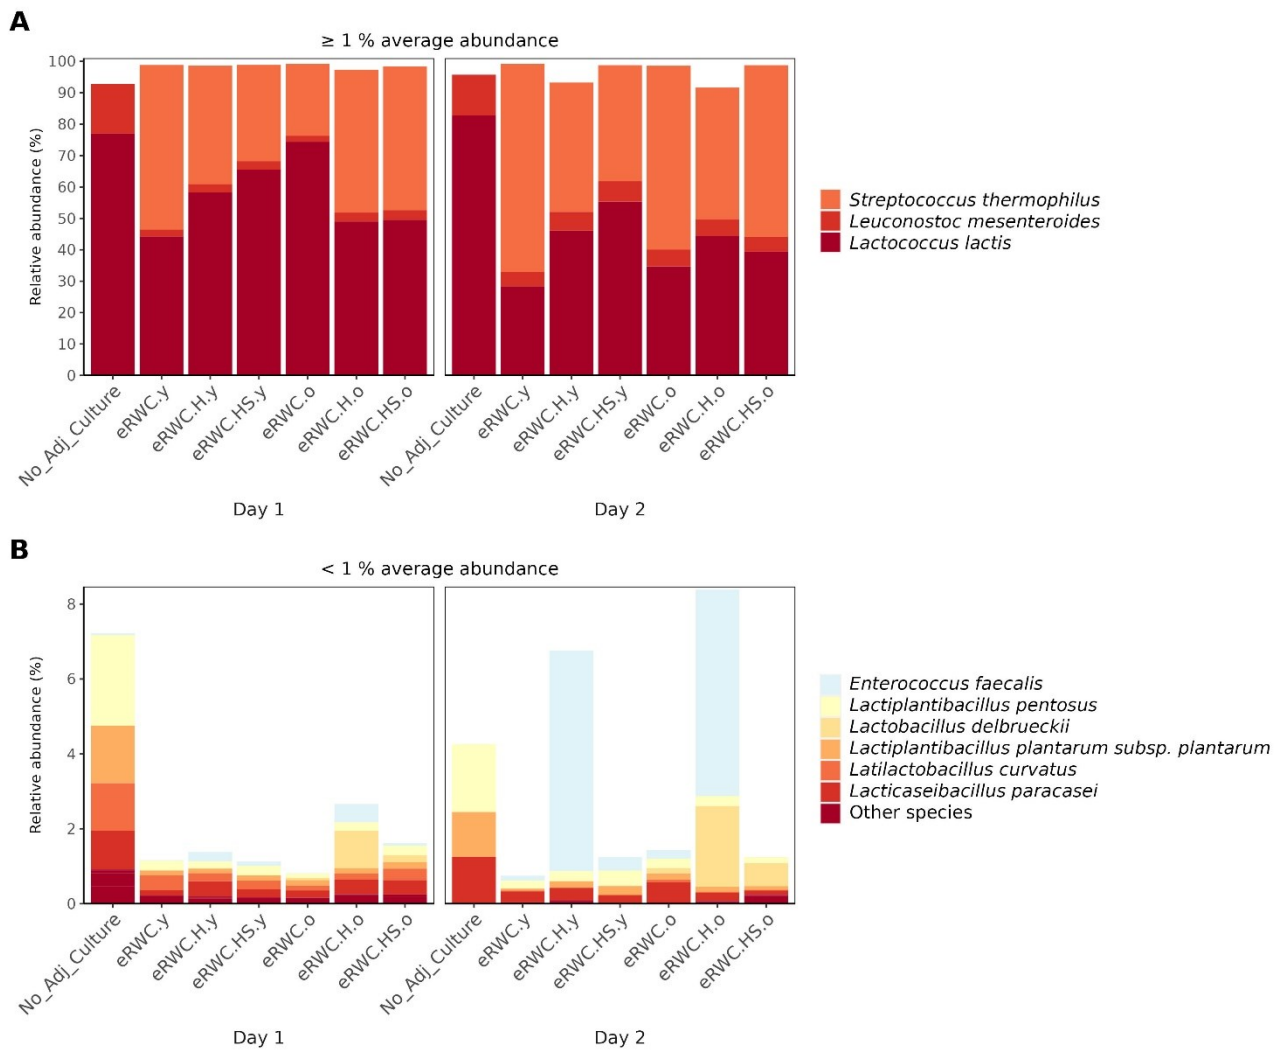 A
≥ 1 % average abundance
Relative abundance (%)
100
90
80
70
60
50
40
30
20
10
0
No_Adj_Culture
eRWC.y
eRWC.H.y
eRWC.HS.y
eRWC.o
eRWC.H.o
eRWC.HS.o
No_Adj_Culture
eRWC.y
eRWC.H.y
eRWC.HS.y
eRWC.o
eRWC.H.o
eRWC.HS.o
Day 1
Day 2
Streptococcus thermophilus
Leuconostoc mesenteroides
Lactococcus lactis
B
< 1 % average abundance
Relative abundance (%)
8
6
4
2
0
No_Adj_Culture
eRWC.y
eRWC.H.y
eRWC.HS.y
eRWC.o
eRWC.H.o
eRWC.HS.o
No_Adj_Culture
eRWC.y
eRWC.H.y
eRWC.HS.y
eRWC.o
eRWC.H.o
eRWC.HS.o
Day 1
Day 2
Enterococcus faecalis
Lactiplantibacillus pentosus
Lactobacillus delbrueckii
Lactiplantibacillus plantarum subsp. plantarum
Latilactobacillus curvatus
Lacticaseibacillus paracasei
Other species